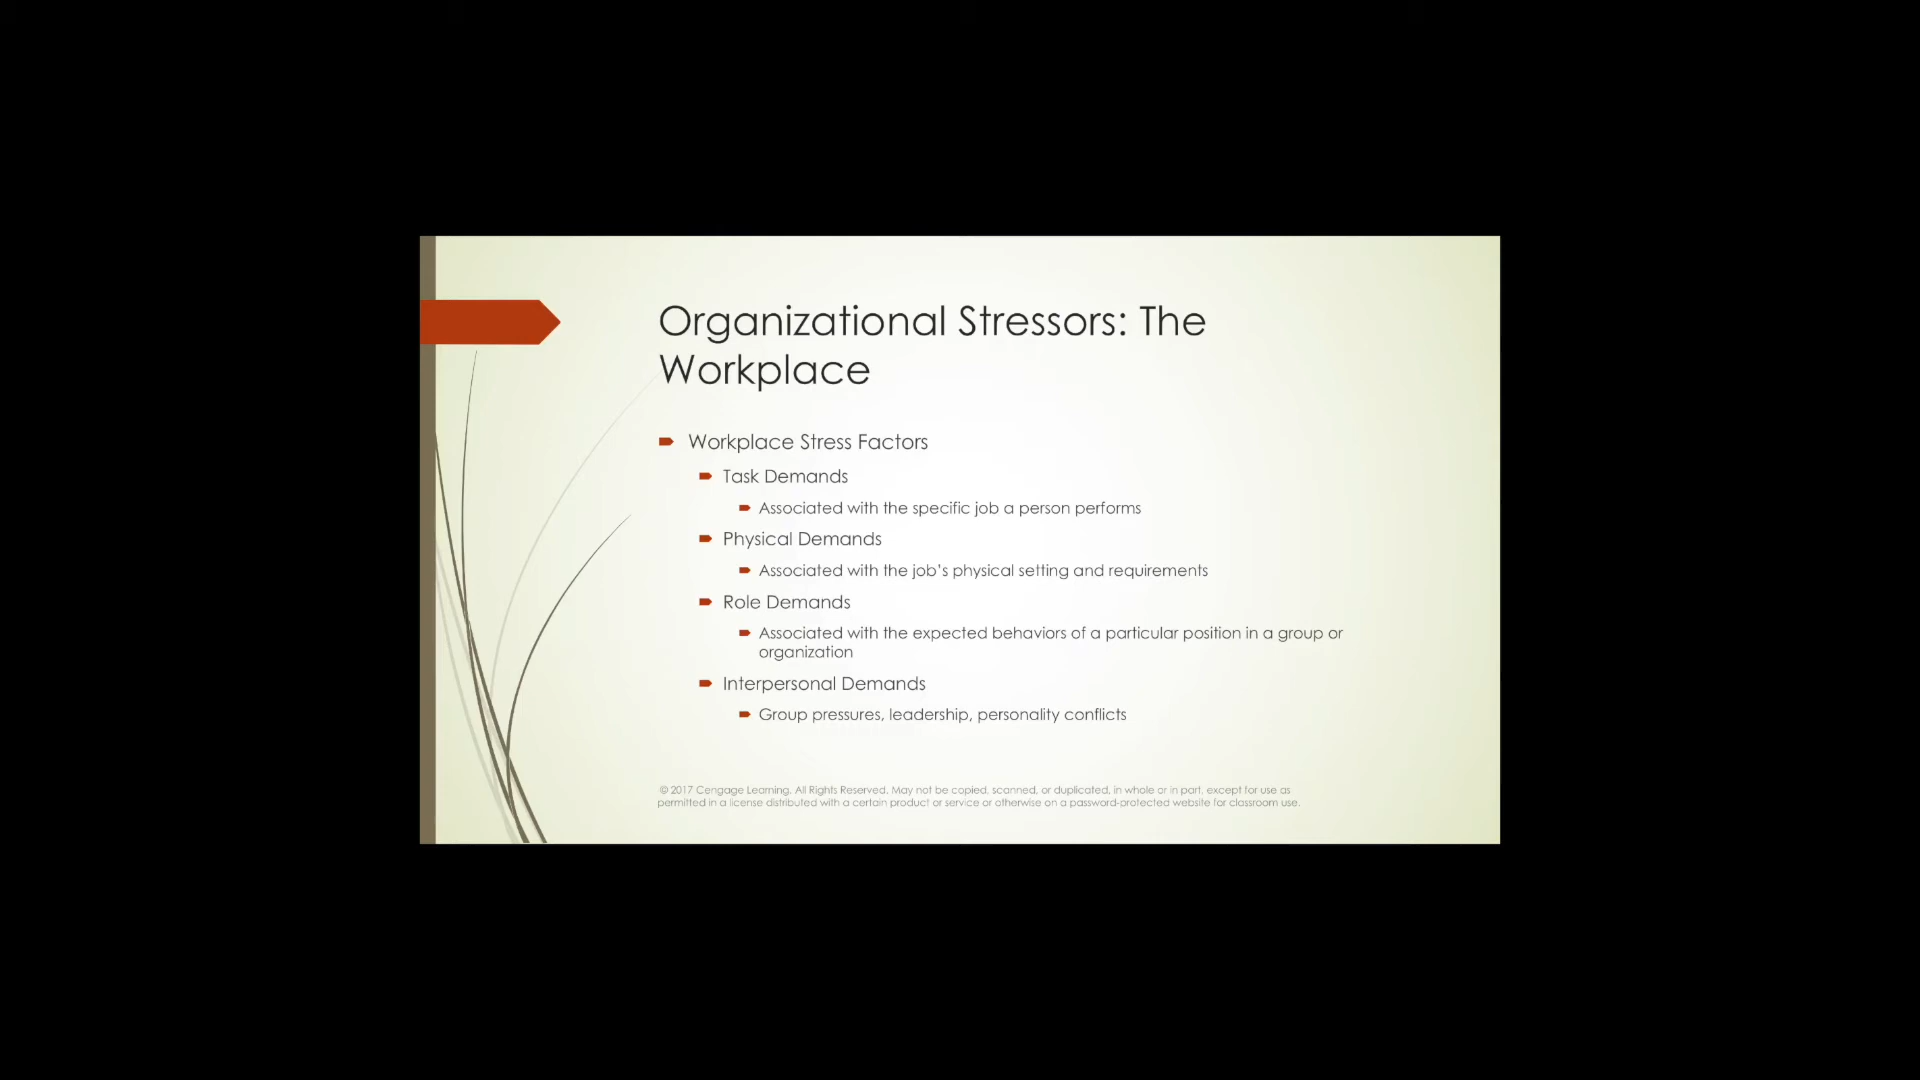 Organizational Stressors: The
Workplace
Workplace Stress Factors
Task Demands
Associated with the specific job a person performs
Physical Demands
Associated with the job's physical setting and requirements
Role Demands
Associated with the expected behaviors of a particular position in a group or
organization
Interpersonal Demands
Group pressures, leadership, personality conflicts
© 2017 Cengage Learning. All Rights Reserved. May not be copied, scanned, or duplicated, in whole or in part, except for use as
permitted in a license distributed with a certain product or service or otherwise on a password-protected website for classroom use.